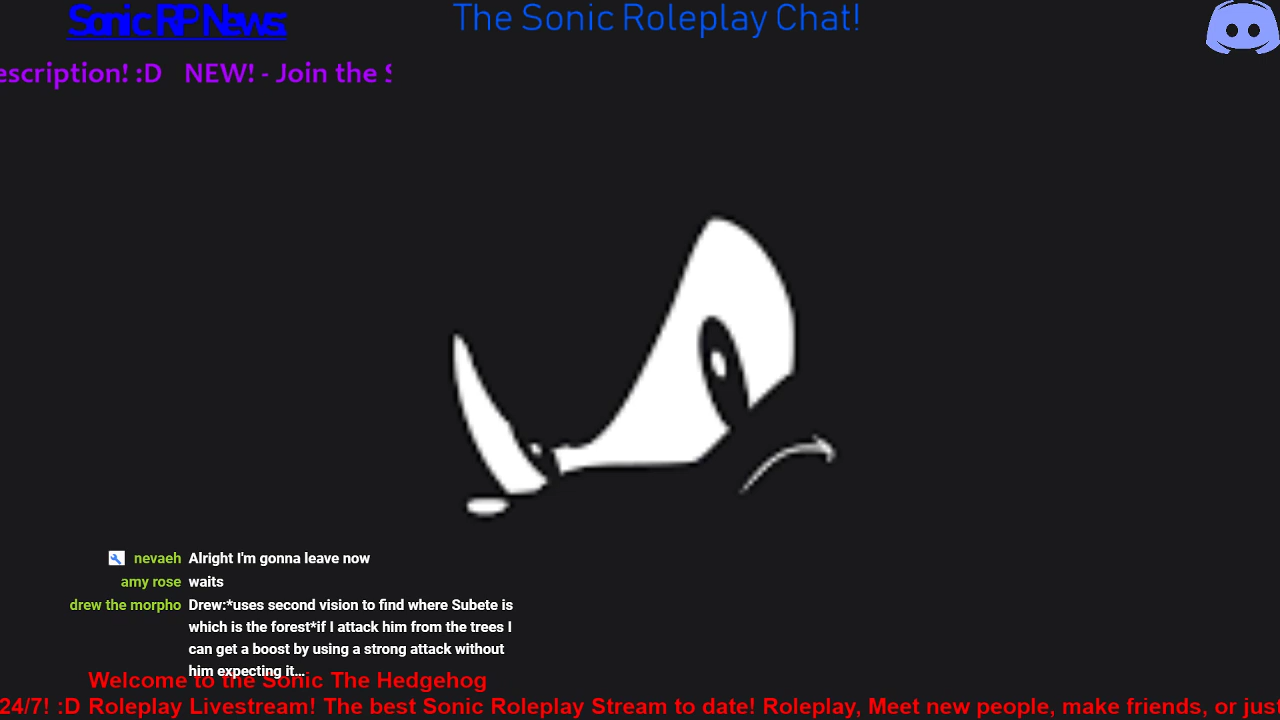 Sonic RP News:
The Sonic Roleplay Chat!
escription! :D NEW! - Join the S
nevaeh Alright I'm gonna leave now
amy rose waits
drew the morpho Drew:*uses second vision to find where Subete is
which is the forest*if I attack him from the trees I
can get a boost by using a strong attack without
him expecting it...
Welcome to the Sonic The Hedgehog
24/7! :D Roleplay Livestream! The best Sonic Roleplay Stream to date! Roleplay, Meet new people, make friends, or jus